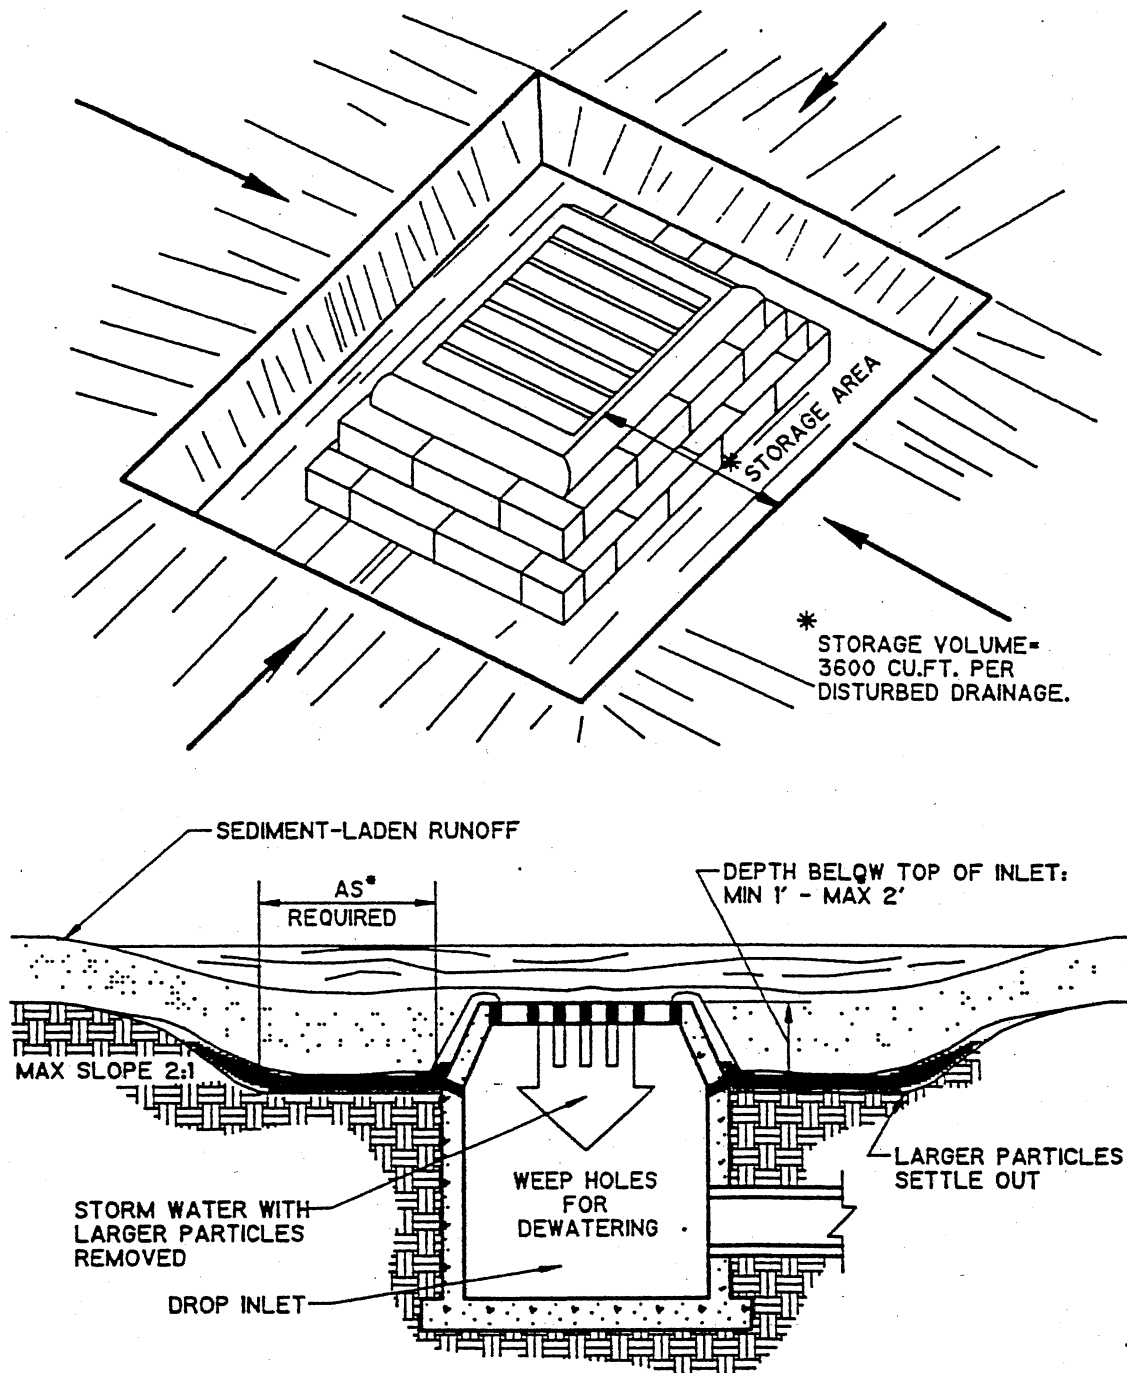 * STORAGE AREA
*
STORAGE VOLUME=
3600 CU.FT. PER
DISTURBED DRAINAGE.
SEDIMENT-LADEN RUNOFF
AS*
REQUIRED
DEPTH BELOW TOP OF INLET:
MIN 1' - MAX 2'
MAX SLOPE 2:1
LARGER PARTICLES
SETTLE OUT
STORM WATER WITH
LARGER PARTICLES
REMOVED
WEEP HOLES
FOR
DEWATERING
DROP INLET